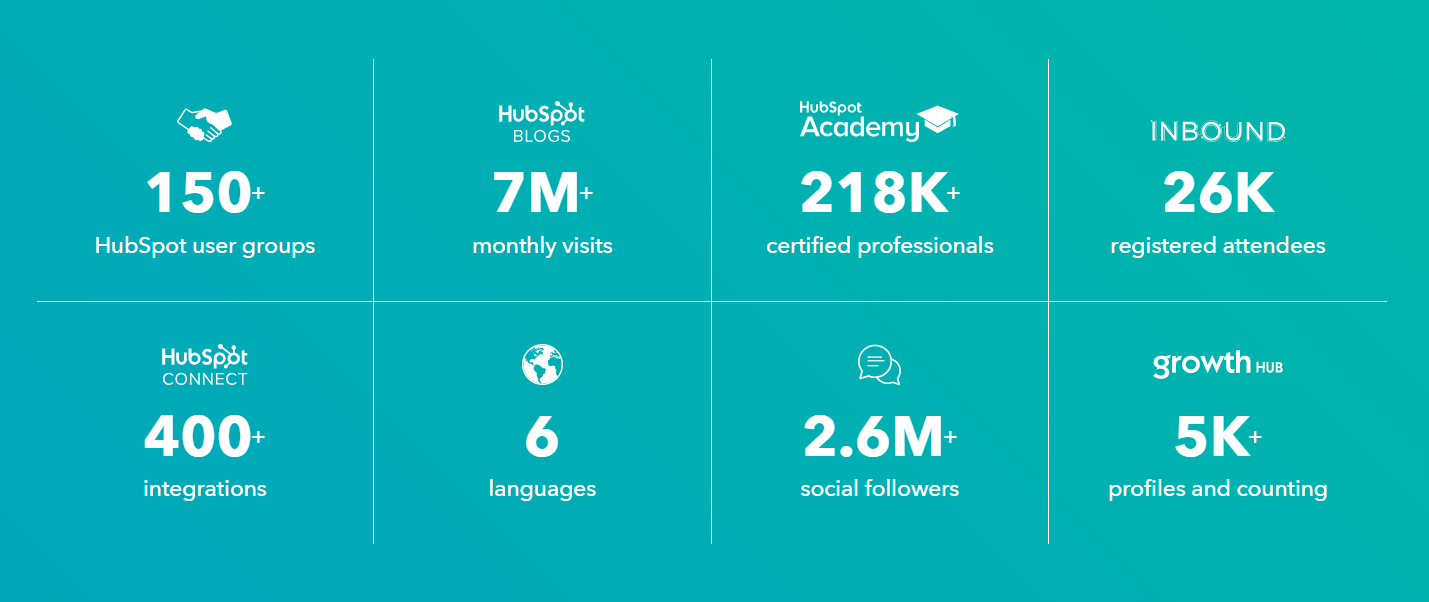 150+
HubSpot user groups
HubSpot
BLOGS
7M+
monthly visits
HubSpot
Academy
218K+
certified professionals
INBOUND
26K
registered attendees
HubSpot
CONNECT
400+
integrations
6
languages
2.6M+
social followers
growth HUB
5K+
profiles and counting